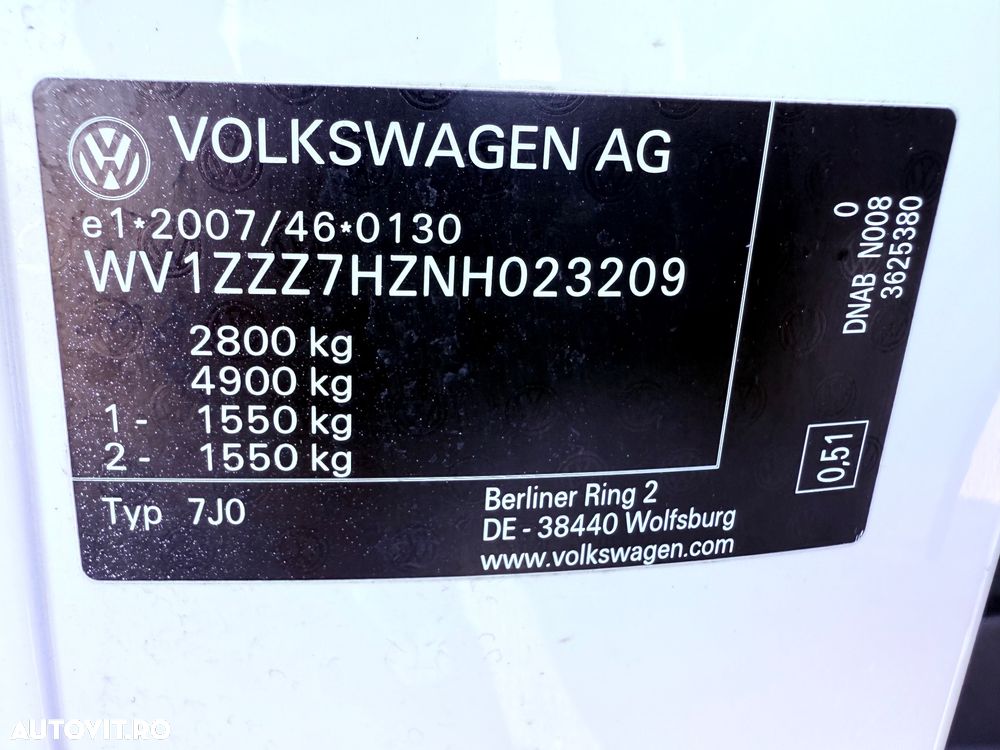 VOLKSWAGEN AG
e1*2007/46*0130
WV1ZZZ7HZNH023209
2800 kg
4900 kg
1 - 1550 kg
2 - 1550 kg
Typ 7J0
Berliner Ring 2
DE - 38440 Wolfsburg
www.volkswagen.com
0
DNAB N008
3625380
0,51
AUTOVIT.RO